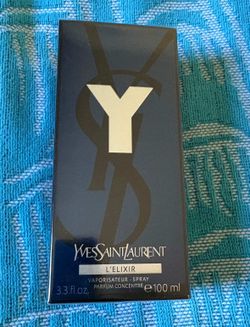 Y
YVESSAINTLAURENT
L'ELIXIR
VAPORISATEUR - SPRAY
PARFUM CONCENTRÉ
3.3 fl.oz. e 100 ml